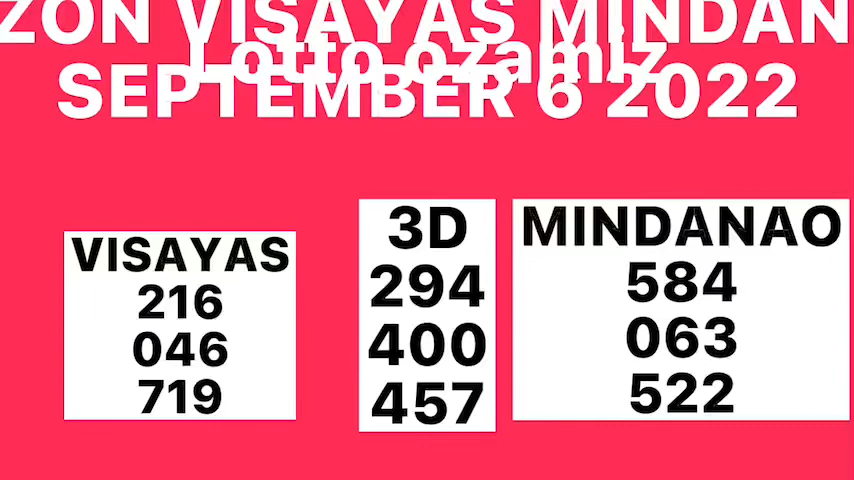 ZON VISAYAS MINDAN
Lotto ozamiz
SEPTEMBER 6 2022
VISAYAS
216
046
719
3D
294
400
457
MINDANAO
584
063
522